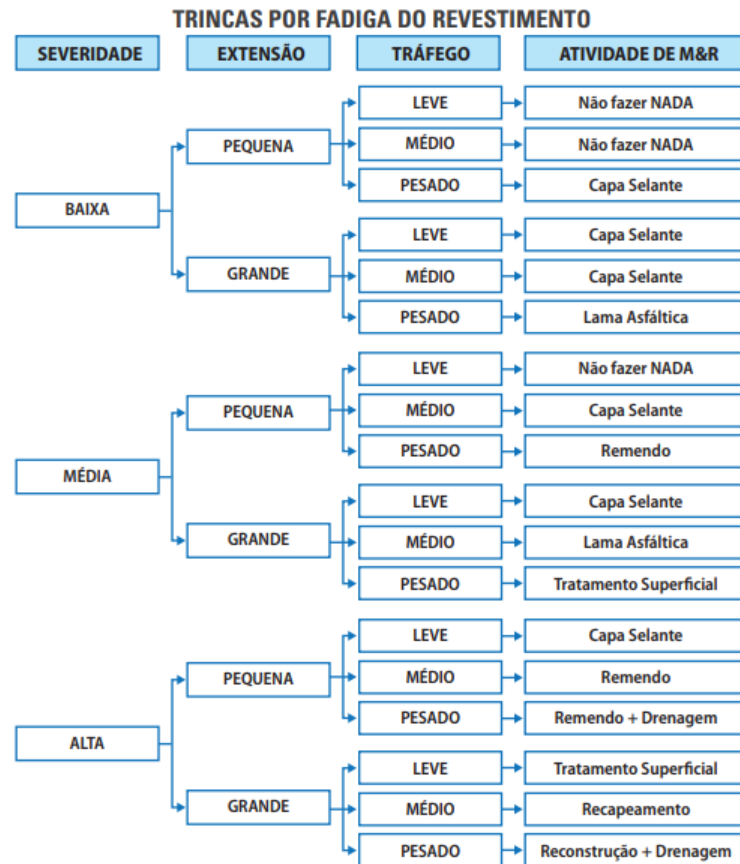 TRINCAS POR FADIGA DO REVESTIMENTO
SEVERIDADE EXTENSÃO TRÁFEGO ATIVIDADE DE M&R
BAIXA
PEQUENA
LEVE Não fazer NADA
MÉDIO Não fazer NADA
PESADO Capa Selante
GRANDE
LEVE Capa Selante
MÉDIO Capa Selante
PESADO Lama Asfáltica
MÉDIA
PEQUENA
LEVE Não fazer NADA
MÉDIO Capa Selante
PESADO Remendo
GRANDE
LEVE Capa Selante
MÉDIO Lama Asfáltica
PESADO Tratamento Superficial
ALTA
PEQUENA
LEVE Capa Selante
MÉDIO Remendo
PESADO Remendo + Drenagem
GRANDE
LEVE Tratamento Superficial
MÉDIO Recapeamento
PESADO Reconstrução + Drenagem